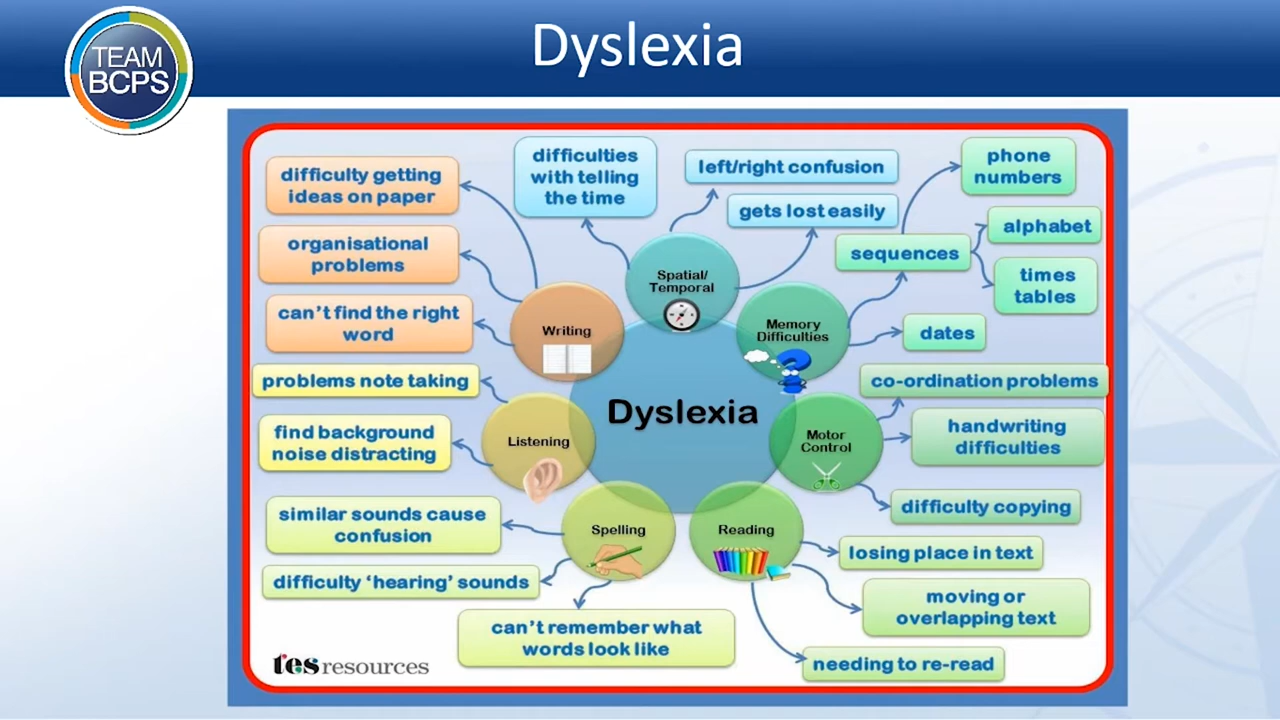 Dyslexia
TEAM
BCPS
difficulty getting
ideas on paper
organisational
problems
can't find the right
word
Writing
difficulties
with telling
the time
left/right confusion
gets lost easily
Spatial/
Temporal
phone
numbers
sequences
alphabet
times
tables
dates
Memory
Difficulties
co-ordination problems
handwriting
difficulties
difficulty copying
Motor
Control
Dyslexia
problems note taking
find background
noise distracting
Listening
similar sounds cause
confusion
difficulty ‘hearing’ sounds
can't remember what
words look like
Spelling
Reading
losing place in text
moving or
overlapping text
needing to re-read
tes resources